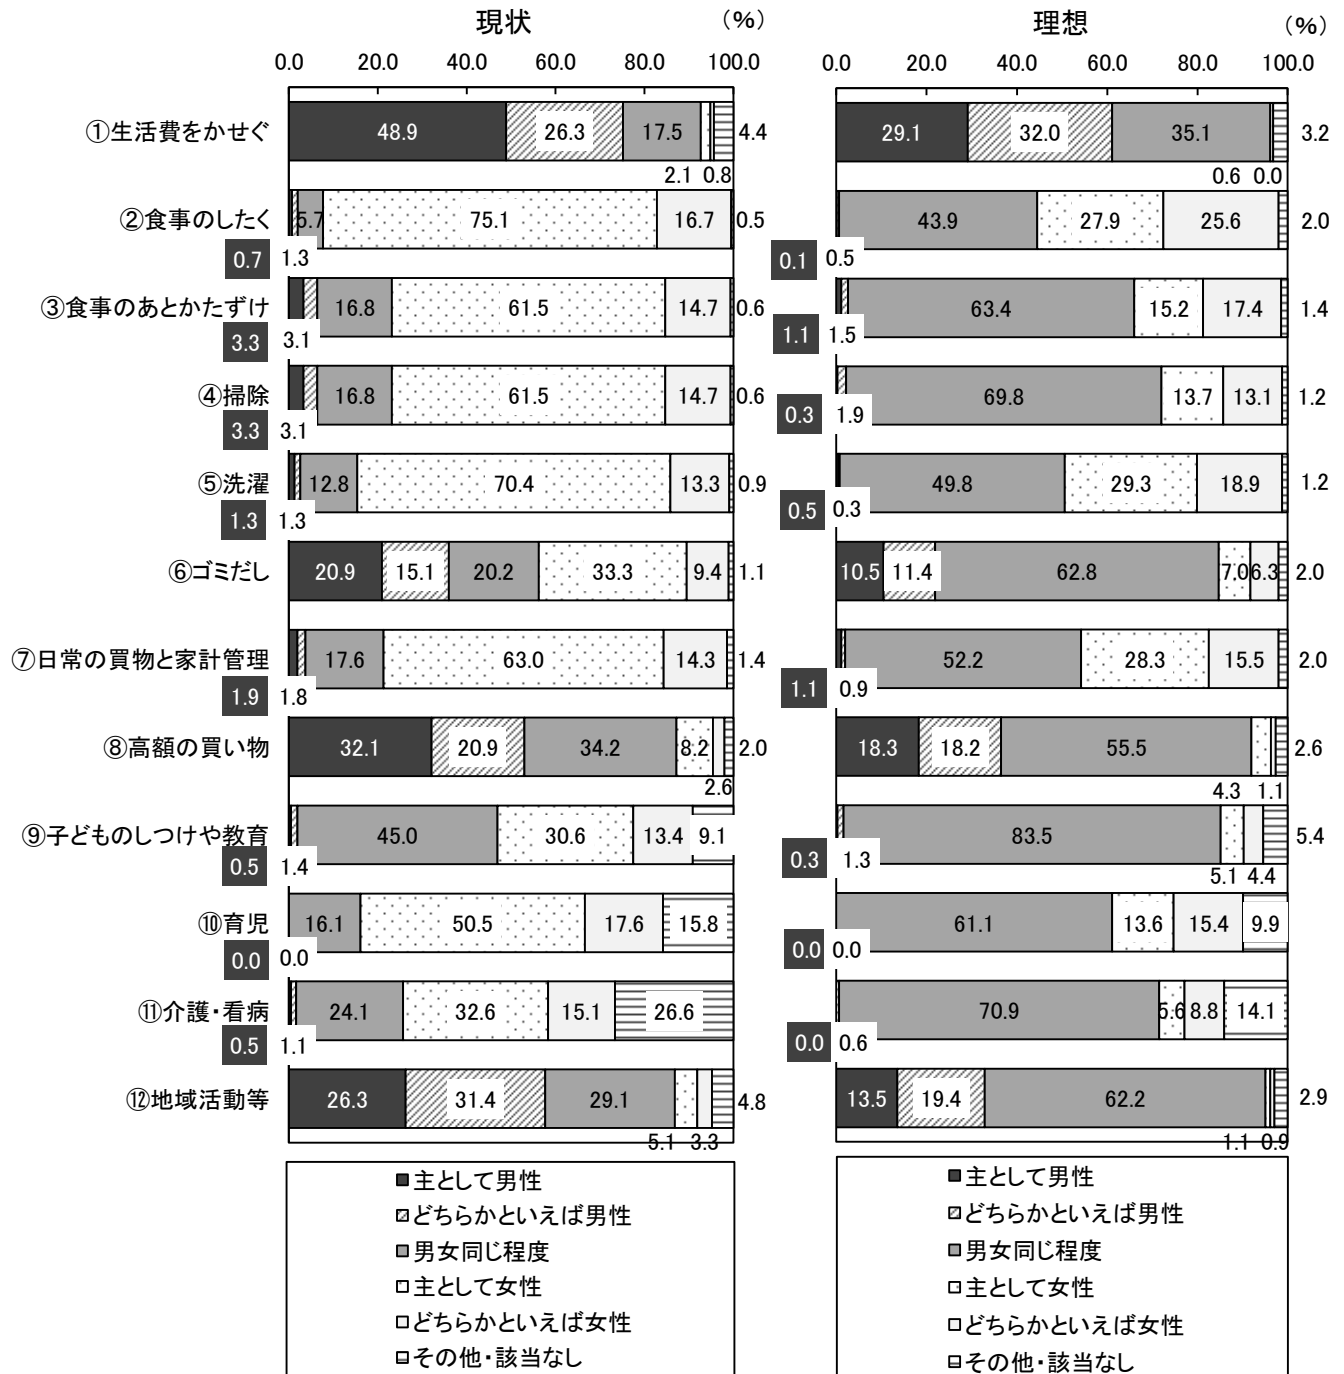 現状 (%)
0.0 20.0 40.0 60.0 80.0 100.0
①生活費をかせぐ 48.9 26.3 17.5 4.4
2.1 0.8
②食事のしたく 5.7 75.1 16.7 0.5
0.7 1.3
③食事のあとかたずけ 16.8 61.5 14.7 0.6
3.3 3.1
④掃除 16.8 61.5 14.7 0.6
3.3 3.1
⑤洗濯 12.8 70.4 13.3 0.9
1.3 1.3
⑥ゴミだし 20.9 15.1 20.2 33.3 9.4 1.1
⑦日常の買物と家計管理 17.6 63.0 14.3 1.4
1.9 1.8
⑧高額の買い物 32.1 20.9 34.2 8.2 2.0
2.6
⑨子どものしつけや教育 45.0 30.6 13.4 9.1
0.5 1.4
⑩育児 16.1 50.5 17.6 15.8
0.0 0.0
⑪介護・看病 24.1 32.6 15.1 26.6
0.5 1.1
⑫地域活動等 26.3 31.4 29.1 4.8
5.1 3.3
主として男性
どちらかといえば男性
男女同じ程度
主として女性
どちらかといえば女性
その他・該当なし
理想 (%)
0.0 20.0 40.0 60.0 80.0 100.0
29.1 32.0 35.1 3.2
0.6 0.0
43.9 27.9 25.6 2.0
0.1 0.5
63.4 15.2 17.4 1.4
1.1 1.5
69.8 13.7 13.1 1.2
0.3 1.9
49.8 29.3 18.9 1.2
0.5 0.3
10.5 11.4 62.8 7.0 6.3 2.0
52.2 28.3 15.5 2.0
1.1 0.9
18.3 18.2 55.5 2.6
4.3 1.1
83.5 5.4
0.3 1.3 5.1 4.4
61.1 13.6 15.4 9.9
0.0 0.0
70.9 5.6 8.8 14.1
0.0 0.6
13.5 19.4 62.2 2.9
1.1 0.9
主として男性
どちらかといえば男性
男女同じ程度
主として女性
どちらかといえば女性
その他・該当なし